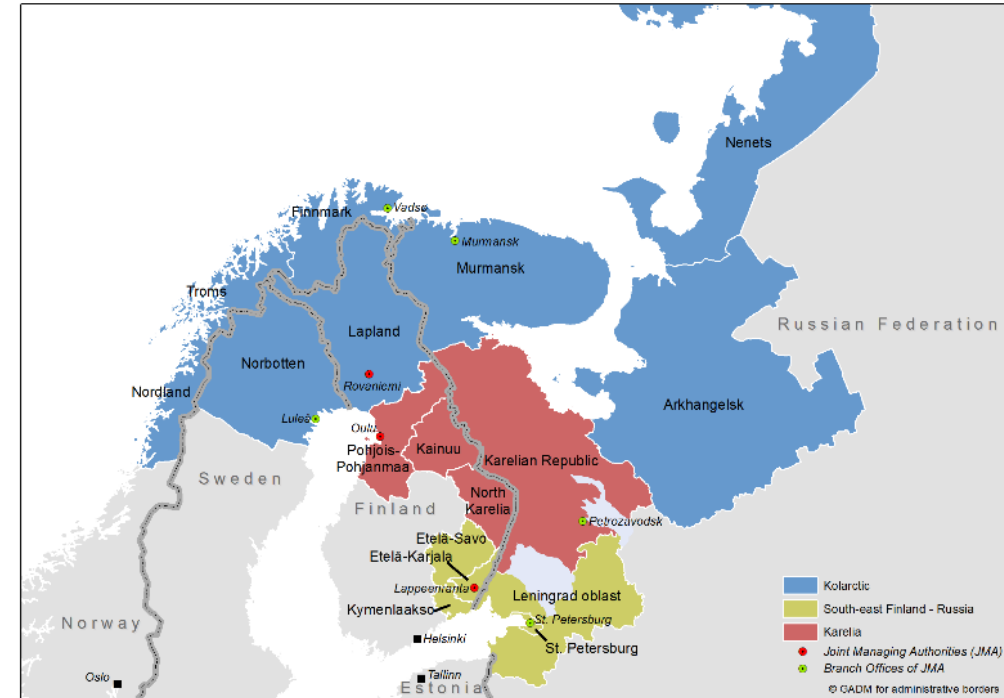 Nenets
Finnmark
Vadsø
Murmansk
Murmansk
Troms
Lapland
Russian Federation
Norbotten
Rovaniemi
Nordland
Arkhangelsk
Luleš
Oulu
Pohjois-
Pohjanmaa
Kainuu
Karelian Republic
Sweden
North
Karelia
Finland
Petrozavodsk
Etelä-Savo
Etelä-Karjala
Lappeenranta
Leningrad oblast
Kymenlaakso
St. Petersburg
St. Petersburg
Norway
Helsinki
Oslo
Tallinn
Estonia
Kolarctic
South-east Finland - Russia
Karelia
Joint Managing Authorities (JMA)
Branch Offices of JMA
© GADM for administrative borders